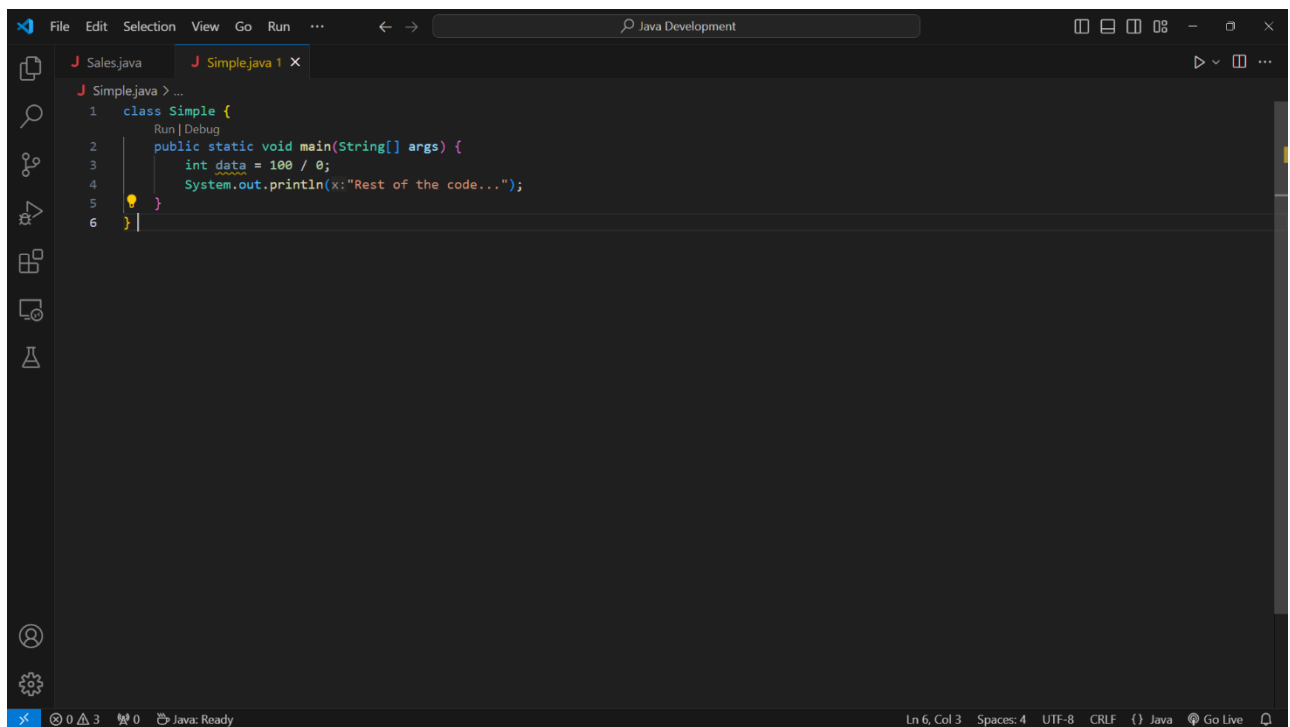 File Edit Selection View Go Run ··· ← → Java Development
J Sales.java J Simple.java 1 ×
J Simple.java > ...
1 class Simple {
Run | Debug
2 public static void main(String[] args) {
3 int data = 100 / 0;
4 System.out.println(x:"Rest of the code...");
5 }
6 }
0 3 0 Java: Ready Ln 6, Col 3 Spaces: 4 UTF-8 CRLF {} Java Go Live